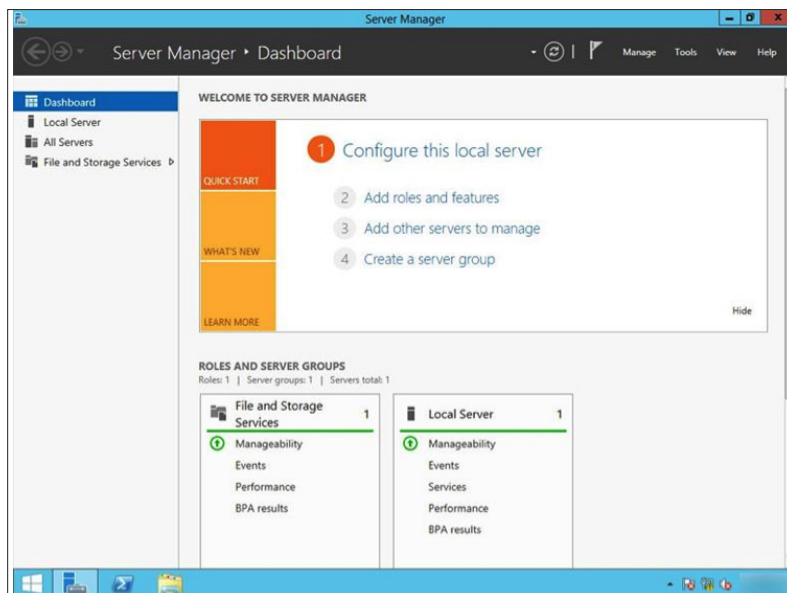 Server Manager
Server Manager • Dashboard
Manage Tools View Help
Dashboard
Local Server
All Servers
File and Storage Services
WELCOME TO SERVER MANAGER
QUICK START
WHAT'S NEW
LEARN MORE
1 Configure this local server
2 Add roles and features
3 Add other servers to manage
4 Create a server group
Hide
ROLES AND SERVER GROUPS
Roles: 1 | Server groups: 1 | Servers total: 1
File and Storage
Services
1
Manageability
Events
Performance
BPA results
Local Server 1
Manageability
Events
Services
Performance
BPA results